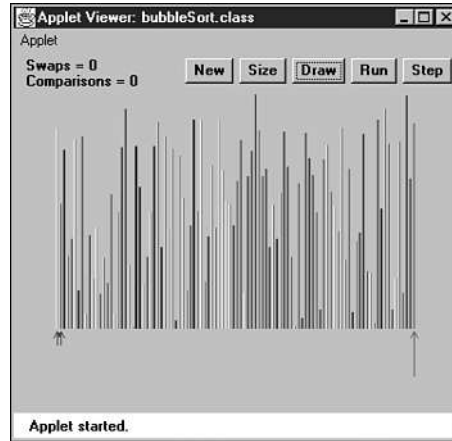 Applet Viewer: bubbleSort.class
Applet
Swaps = 0
Comparisons = 0
New
Size
Draw
Run
Step
Applet started.